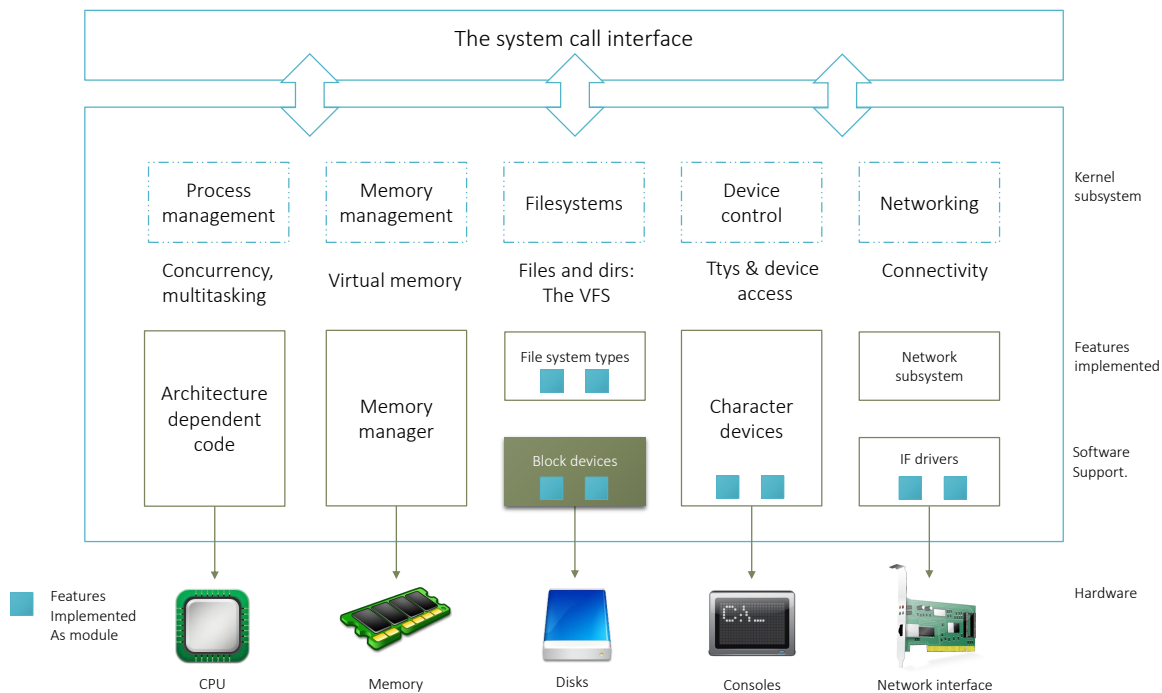 The system call interface
Process
management
Memory
management
Filesystems
Device
control
Networking
Kernel
subsystem
Concurrency,
multitasking
Virtual memory
Files and dirs:
The VFS
Ttys & device
access
Connectivity
Architecture
dependent
code
Memory
manager
File system types
Block devices
Character
devices
Network
subsystem
IF drivers
Features
implemented
Software
Support.
Features
Implemented
As module
C:\_
Hardware
CPU
Memory
Disks
Consoles
Network interface